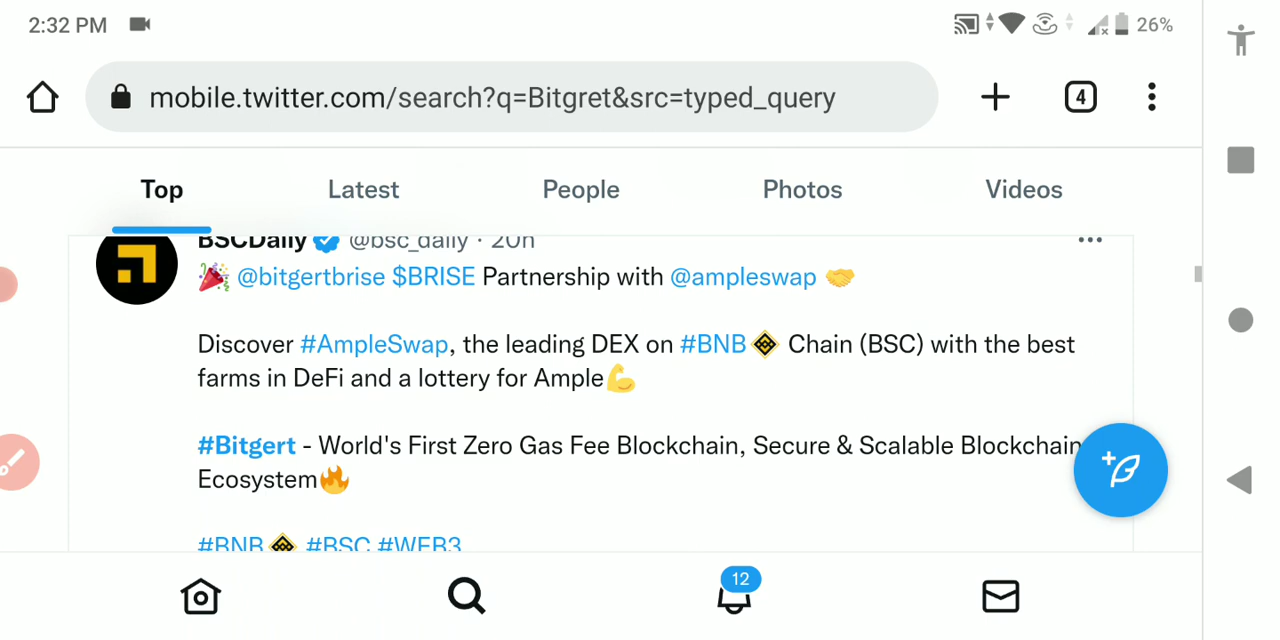 2:32 PM
26%
mobile.twitter.com/search?q=Bitgret&src=typed_query
4
Top Latest People Photos Videos
BSCDaily @bsc_daily · 20h
@bitgertbrise $BRISE Partnership with @ampleswap
Discover #AmpleSwap, the leading DEX on #BNB Chain (BSC) with the best
farms in DeFi and a lottery for Ample
#Bitgert - World's First Zero Gas Fee Blockchain, Secure & Scalable Blockchain
Ecosystem
#BNB #BSC #WEB3
12